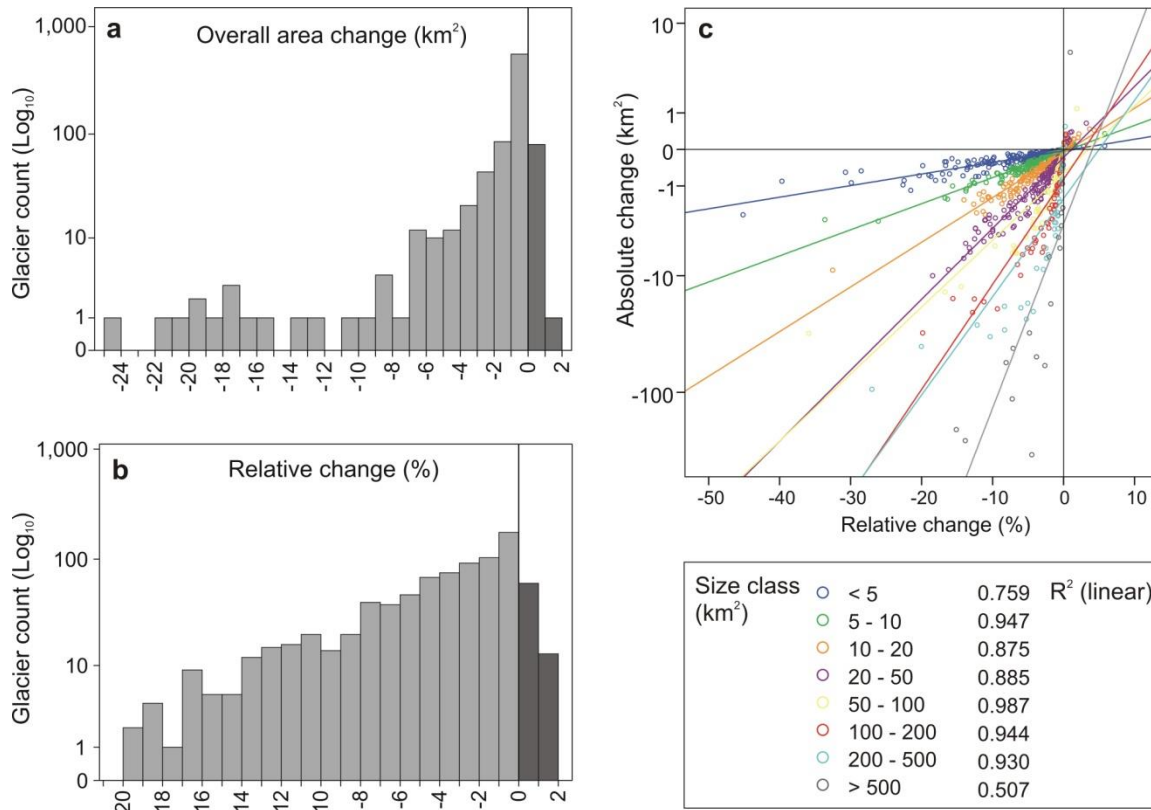 a
Overall area change (km²)
Glacier count (Log₁₀)
1,000
100
10
1
0
-24
-22
-20
-18
-16
-14
-12
-10
-8
-6
-4
-2
0
2
b
Relative change (%)
Glacier count (Log₁₀)
1,000
100
10
1
0
-20
-18
-16
-14
-12
-10
-8
-6
-4
-2
0
2
c
Absolute change (km²)
10
1
0
-1
-10
-100
-50 -40 -30 -20 -10 0 10
Relative change (%)
Size class (km²)
R² (linear)
< 5 0.759
5 - 10 0.947
10 - 20 0.875
20 - 50 0.885
50 - 100 0.987
100 - 200 0.944
200 - 500 0.930
> 500 0.507